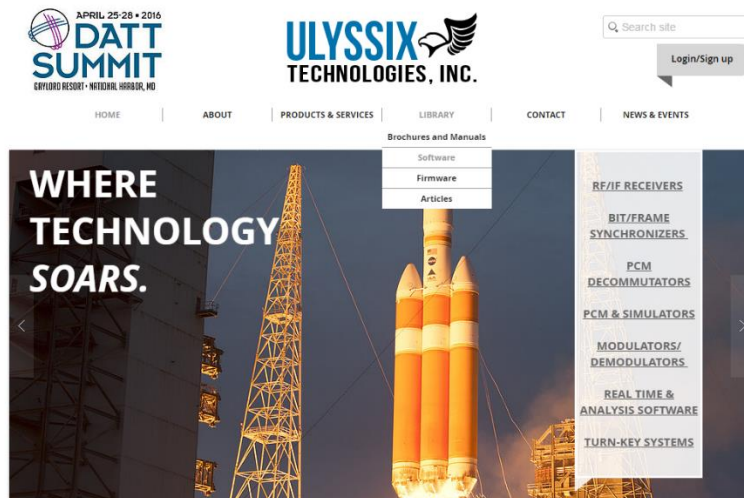 APRIL 25-28 • 2016
DATT
SUMMIT
GAYLORD RESORT • NATIONAL HARBOR, MD
ULYSSIX
TECHNOLOGIES, INC.
Search site
Login/Sign up
HOME
ABOUT
PRODUCTS & SERVICES
LIBRARY
CONTACT
NEWS & EVENTS
Brochures and Manuals
Software
Firmware
Articles
WHERE
TECHNOLOGY
SOARS.
RF/IF RECEIVERS
BIT/FRAME
SYNCHRONIZERS
PCM
DECOMMUTATORS
PCM & SIMULATORS
MODULATORS/
DEMODULATORS
REAL TIME &
ANALYSIS SOFTWARE
TURN-KEY SYSTEMS